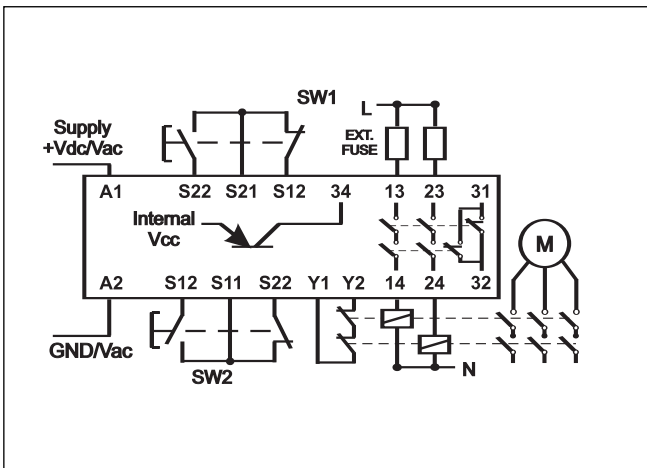 SW1
L
Supply
+Vdc/Vac
EXT.
FUSE
A1 S22 S21 S12 34 13 23 31
Internal
Vcc
M
A2 S12 S11 S22 Y1 Y2 14 24 32
GND/Vac
SW2
N